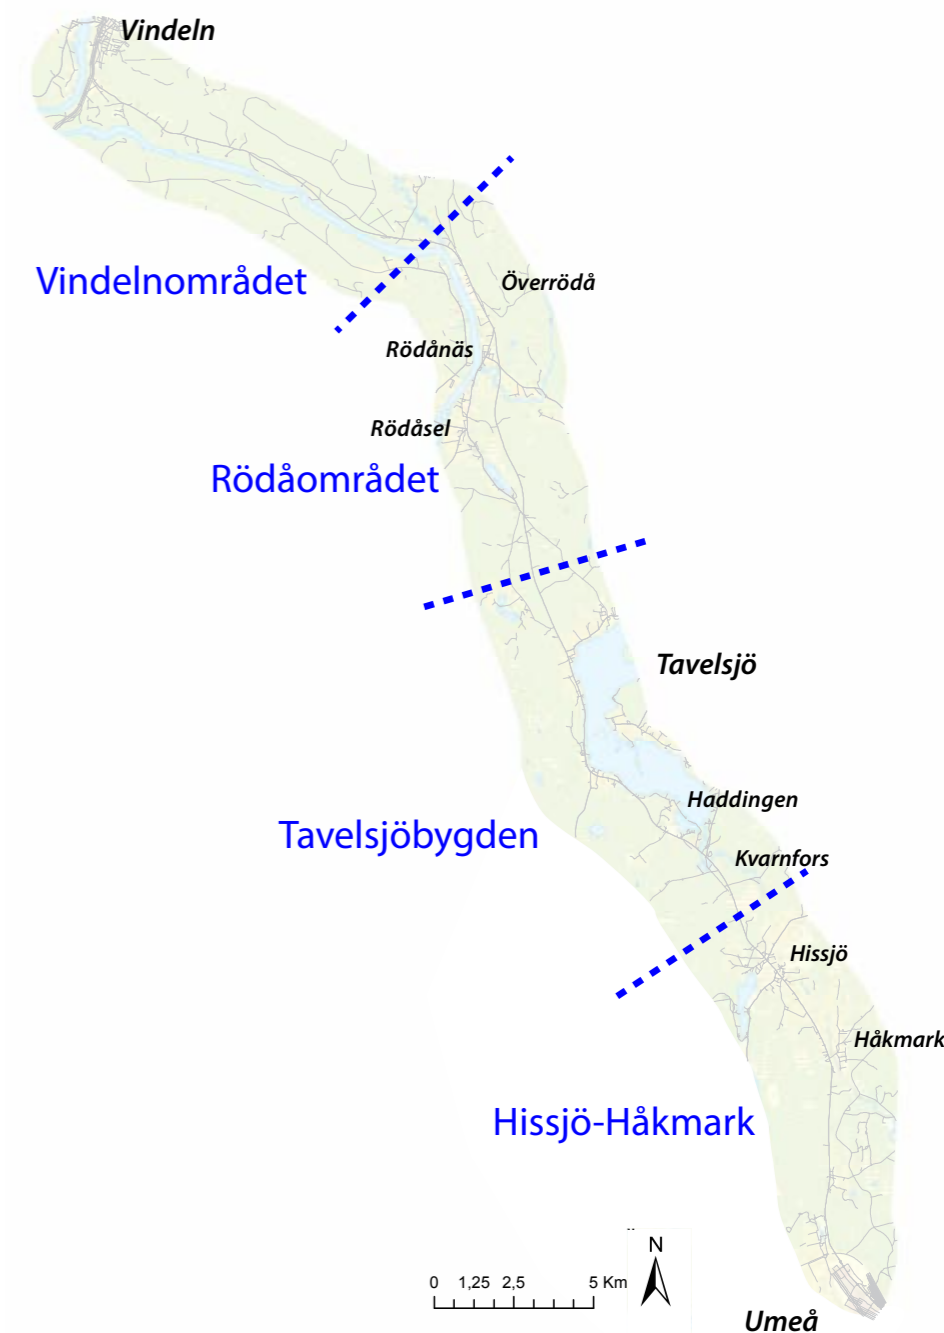 Vindeln
Vindelnområdet
Överrödå
Rödånäs
Rödåsel
Rödåområdet
Tavelsjö
Haddingen
Tavelsjöbygden
Kvarnfors
Hissjö
Håkmark
Hissjö-Håkmark
N
0 1,25 2,5 5 Km
Umeå